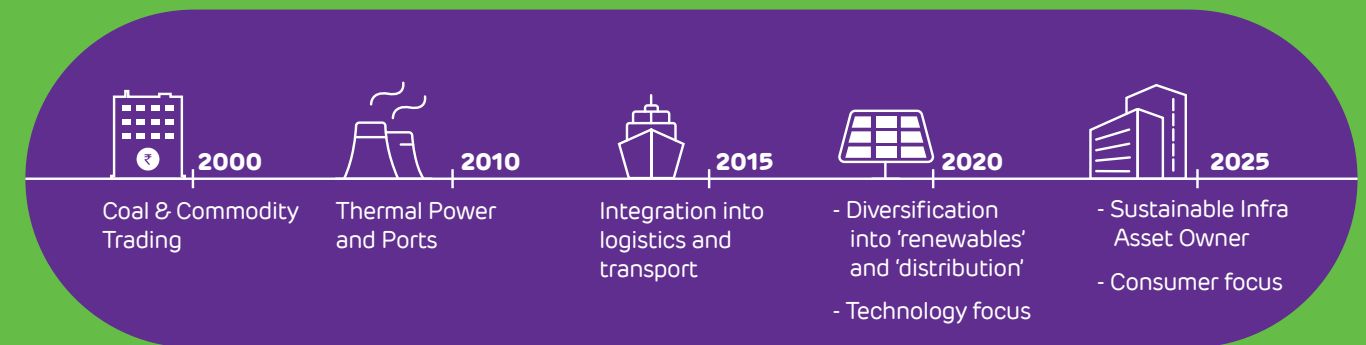 ₹
2000
Coal & Commodity
Trading
2010
Thermal Power
and Ports
2015
Integration into
logistics and
transport
2020
- Diversification
into ‘renewables’
and ‘distribution’
- Technology focus
2025
- Sustainable Infra
Asset Owner
- Consumer focus